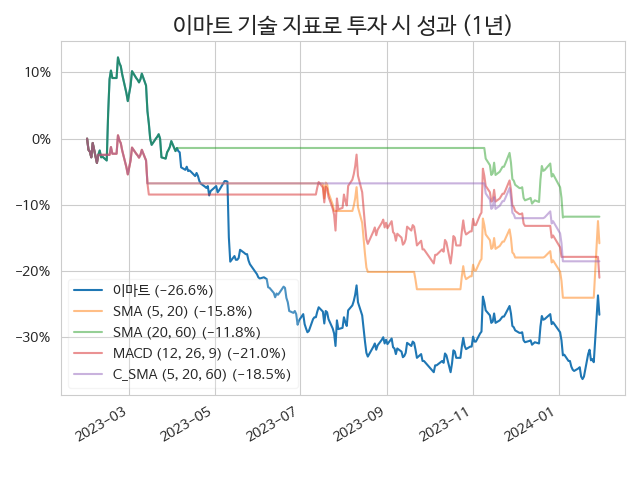 이마트 기술 지표로 투자 시 성과 (1년)
10%
0%
−10%
−20%
−30%
이마트 (−26.6%)
SMA (5, 20) (−15.8%)
SMA (20, 60) (−11.8%)
MACD (12, 26, 9) (−21.0%)
C_SMA (5, 20, 60) (−18.5%)
2023−03
2023−05
2023−07
2023−09
2023−11
2024−01